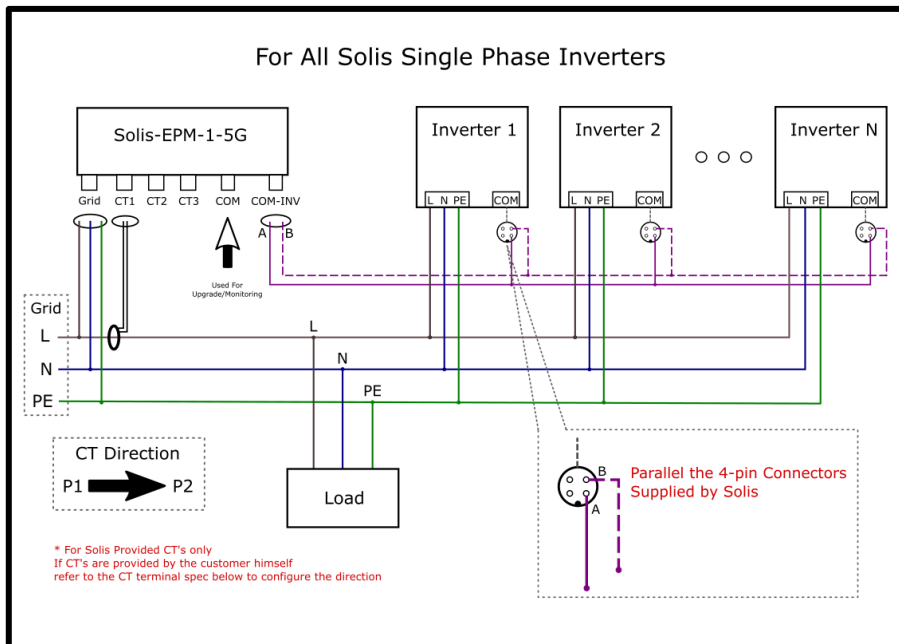 For All Solis Single Phase Inverters
Solis-EPM-1-5G
Grid
CT1
CT2
CT3
COM
COM-INV
A
B
Used For
Upgrade/Monitoring
Inverter 1
L N PE
COM
Inverter 2
L N PE
COM
Inverter N
L N PE
COM
Grid
L
N
PE
L
N
PE
CT Direction
P1
P2
Load
B
A
Parallel the 4-pin Connectors
Supplied by Solis
* For Solis Provided CT's only
If CT's are provided by the customer himself
refer to the CT terminal spec below to configure the direction